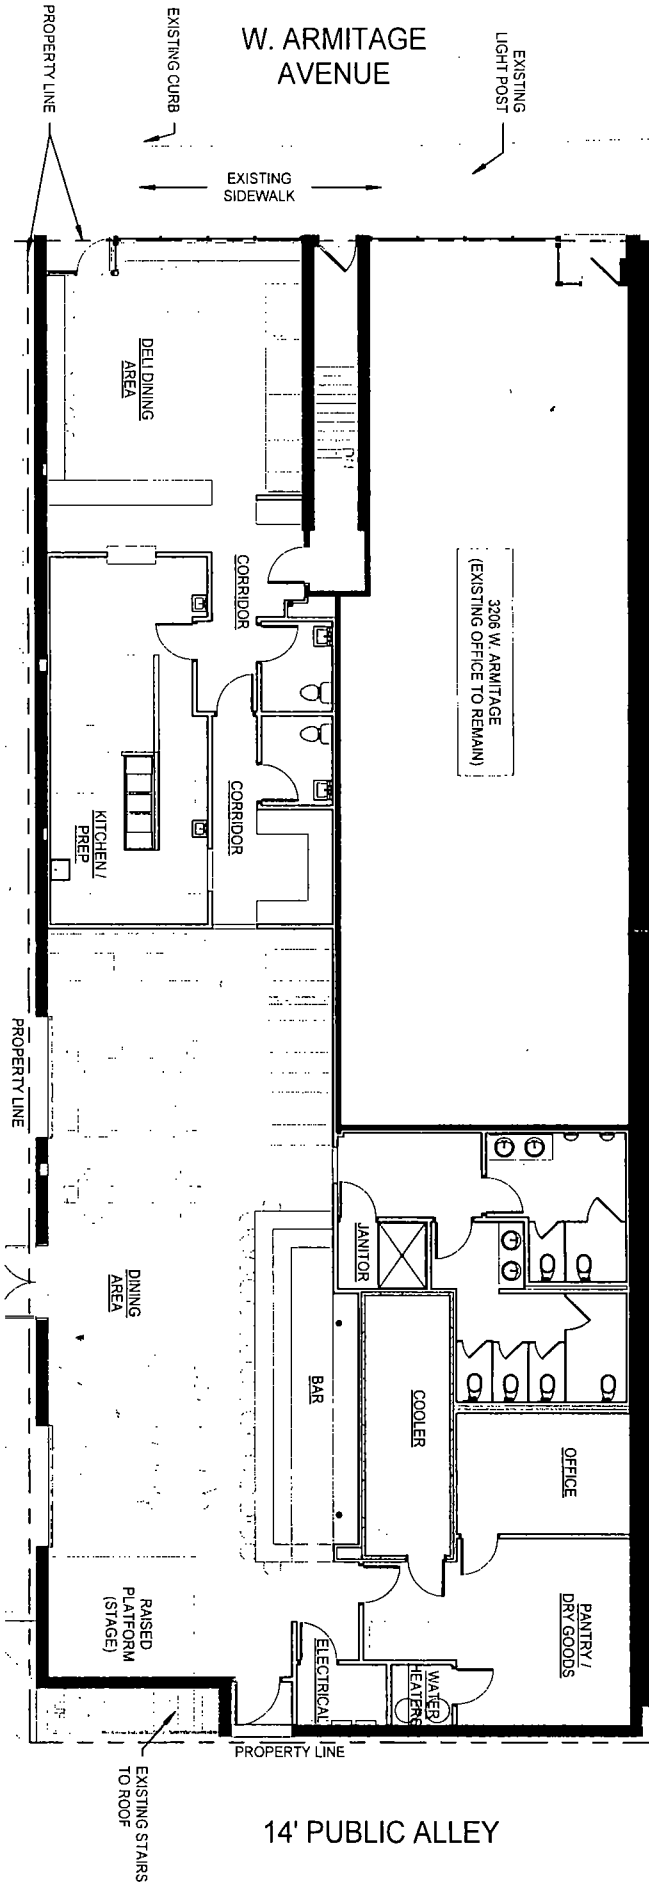 W. ARMITAGE
AVENUE
PROPERTY LINE
EXISTING CURB
EXISTING
LIGHT POST
EXISTING
SIDEWALK
DELI DINING
AREA
3206 W. ARMITAGE
(EXISTING OFFICE TO REMAIN)
CORRIDOR
CORRIDOR
KITCHEN /
PREP
PROPERTY LINE
JANITOR
DINING
AREA
BAR
COOLER
OFFICE
PANTRY /
DRY GOODS
RAISED
PLATFORM
(STAGE)
ELECTRICAL
WATER
HEATERS
PROPERTY LINE
EXISTING STAIRS
TO ROOF
14' PUBLIC ALLEY